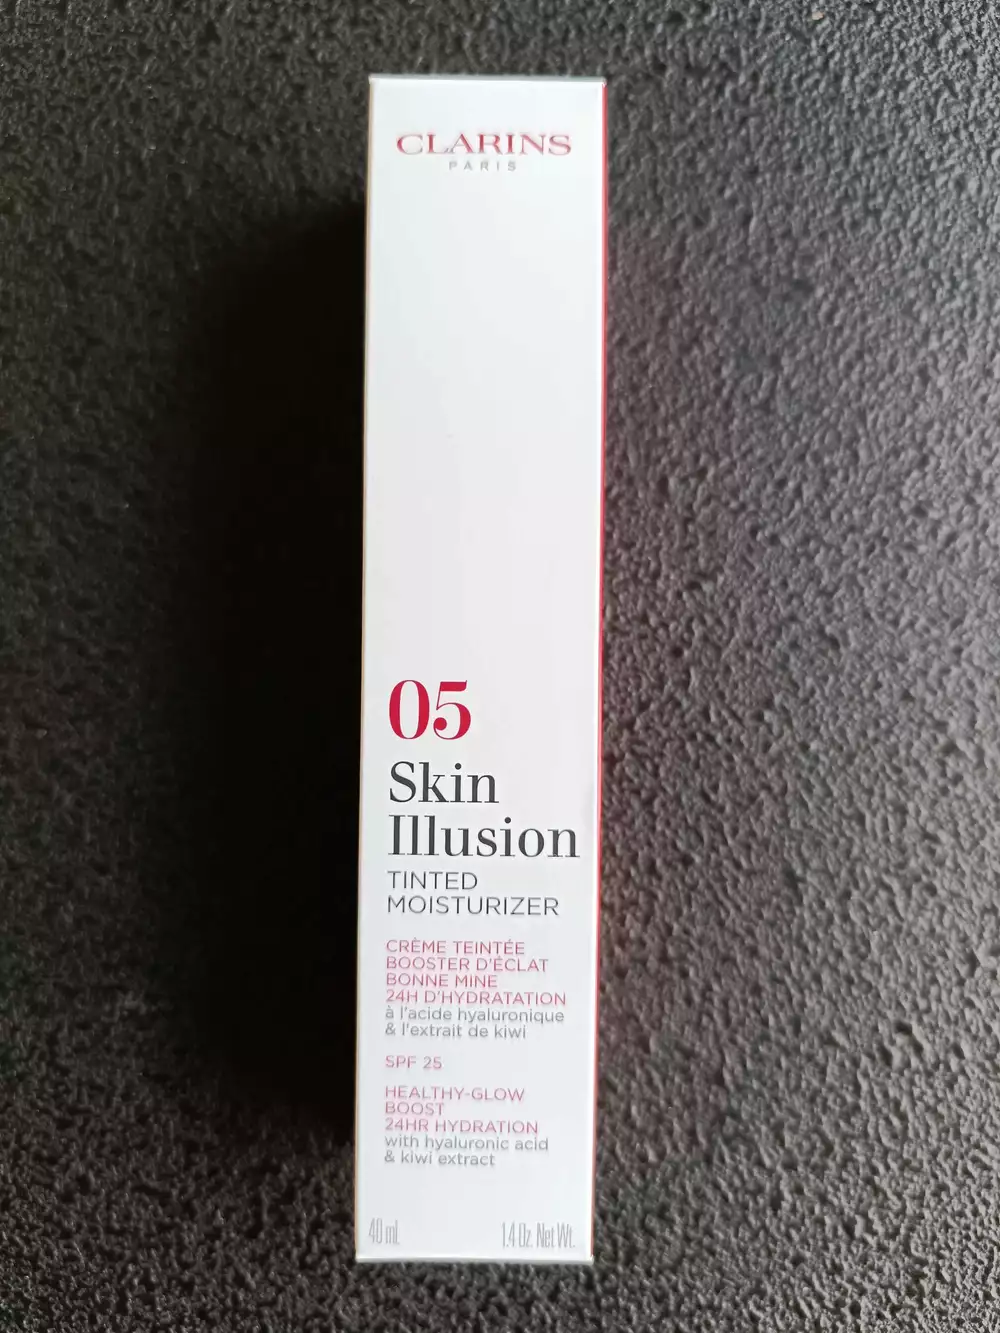 CLARINS
PARIS
05
Skin
Illusion
TINTED
MOISTURIZER
CRÈME TEINTÉE
BOOSTER D'ÉCLAT
BONNE MINE
24H D'HYDRATATION
à l'acide hyaluronique
& l'extrait de kiwi
SPF 25
HEALTHY-GLOW
BOOST
24HR HYDRATION
with hyaluronic acid
& kiwi extract
40 mL 1.4 Oz. Net Wt.